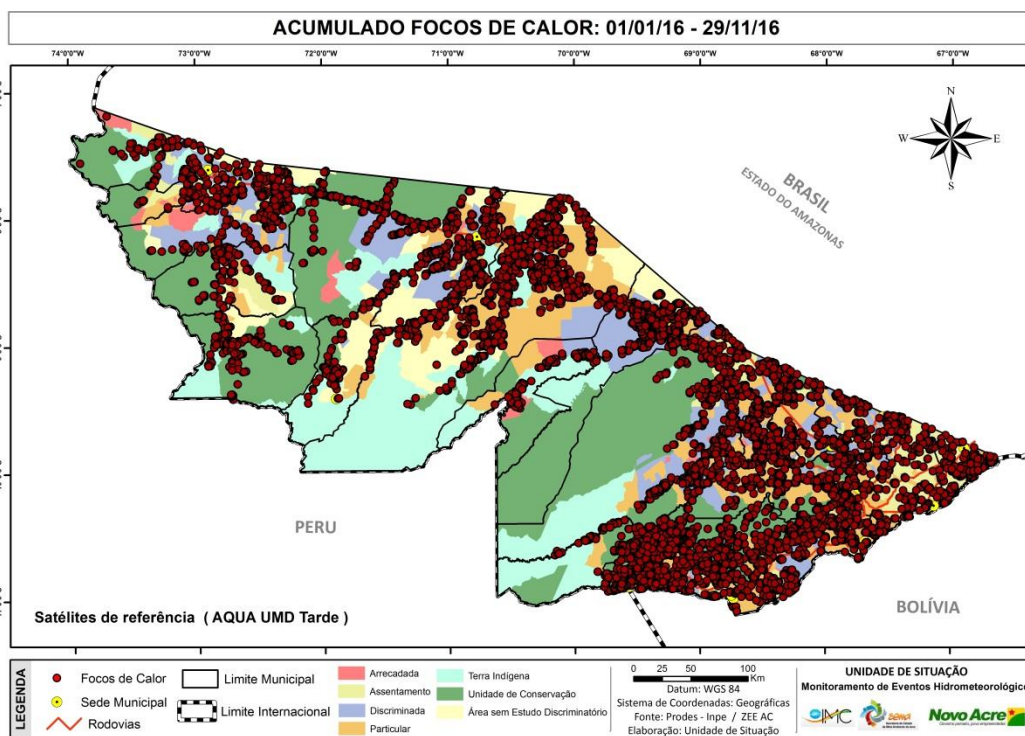 ACUMULADO FOCOS DE CALOR: 01/01/16 - 29/11/16
74°0'0"W 73°0'0"W 72°0'0"W 71°0'0"W 70°0'0"W 69°0'0"W 68°0'0"W 67°0'0"W
N
W E
S
BRASIL
ESTADO DO AMAZONAS
PERU
BOLÍVIA
Satélites de referência ( AQUA UMD Tarde )
LEGENDA
Focos de Calor
Sede Municipal
Rodovias
Limite Municipal
Limite Internacional
Arrecadada
Assentamento
Discriminada
Particular
Terra Indígena
Unidade de Conservação
Área sem Estudo Discriminatório
0 25 50 100
Km
Datum: WGS 84
Sistema de Coordenadas: Geográficas
Fonte: Prodes - Inpe / ZEE AC
Elaboração: Unidade de Situação
UNIDADE DE SITUAÇÃO
Monitoramento de Eventos Hidrometeorológico
IMC
sema
Novo Acre